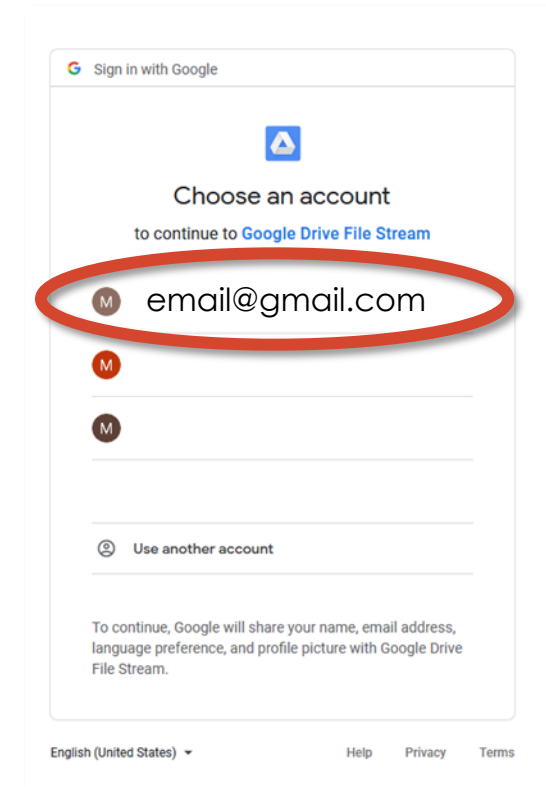 Sign in with Google
Choose an account
to continue to Google Drive File Stream
M email@gmail.com
M
M
Use another account
To continue, Google will share your name, email address,
language preference, and profile picture with Google Drive
File Stream.
English (United States) Help Privacy Terms